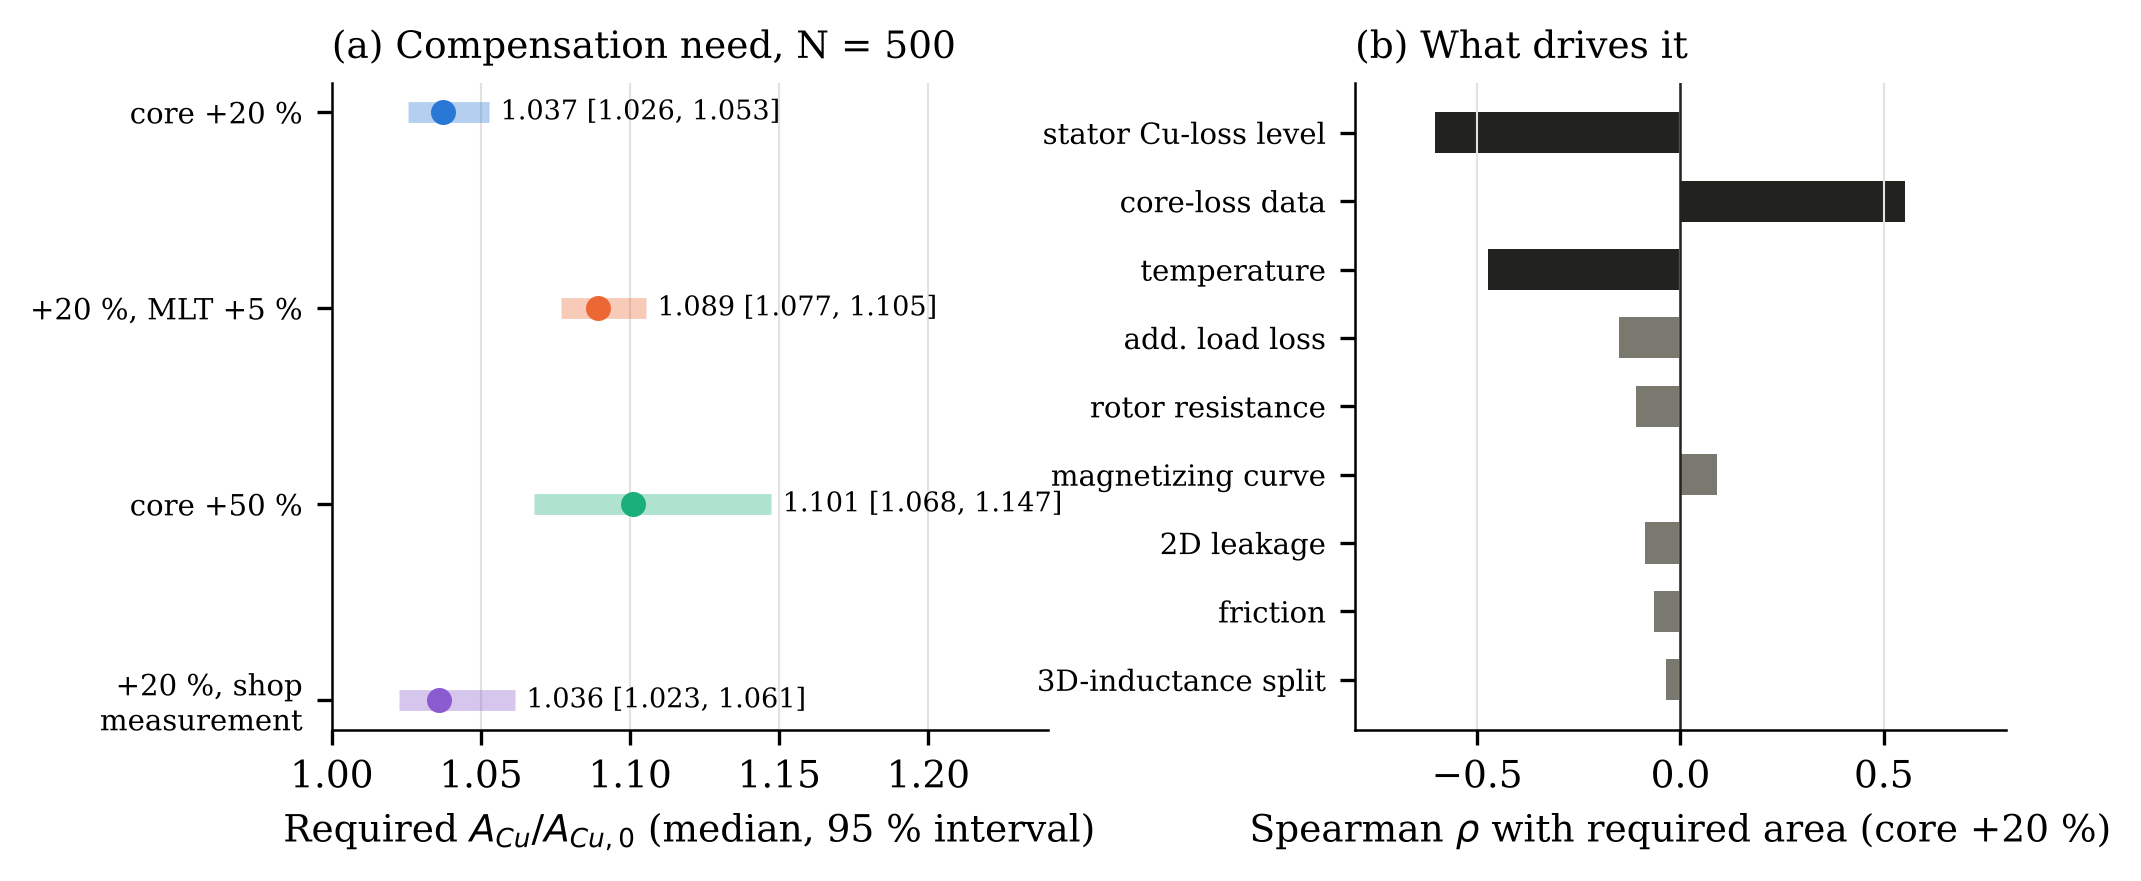 (a) Compensation need, N = 500
core +20 %
1.037 [1.026, 1.053]
+20 %, MLT +5 %
1.089 [1.077, 1.105]
core +50 %
1.101 [1.068, 1.147]
+20 %, shop
measurement
1.036 [1.023, 1.061]
1.00 1.05 1.10 1.15 1.20
Required A_Cu/A_Cu,0 (median, 95 % interval)
(b) What drives it
stator Cu-loss level
core-loss data
temperature
add. load loss
rotor resistance
magnetizing curve
2D leakage
friction
3D-inductance split
−0.5 0.0 0.5
Spearman ρ with required area (core +20 %)